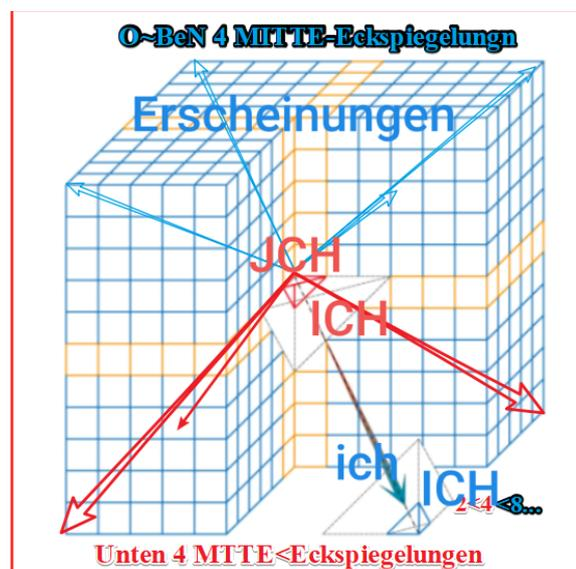 O~BeN 4 MITTE-Eckspiegelungn
Erscheinungen
JCH
ICH
ich
ICH
2<4<8...
Unten 4 MTTE<Eckspiegelungen